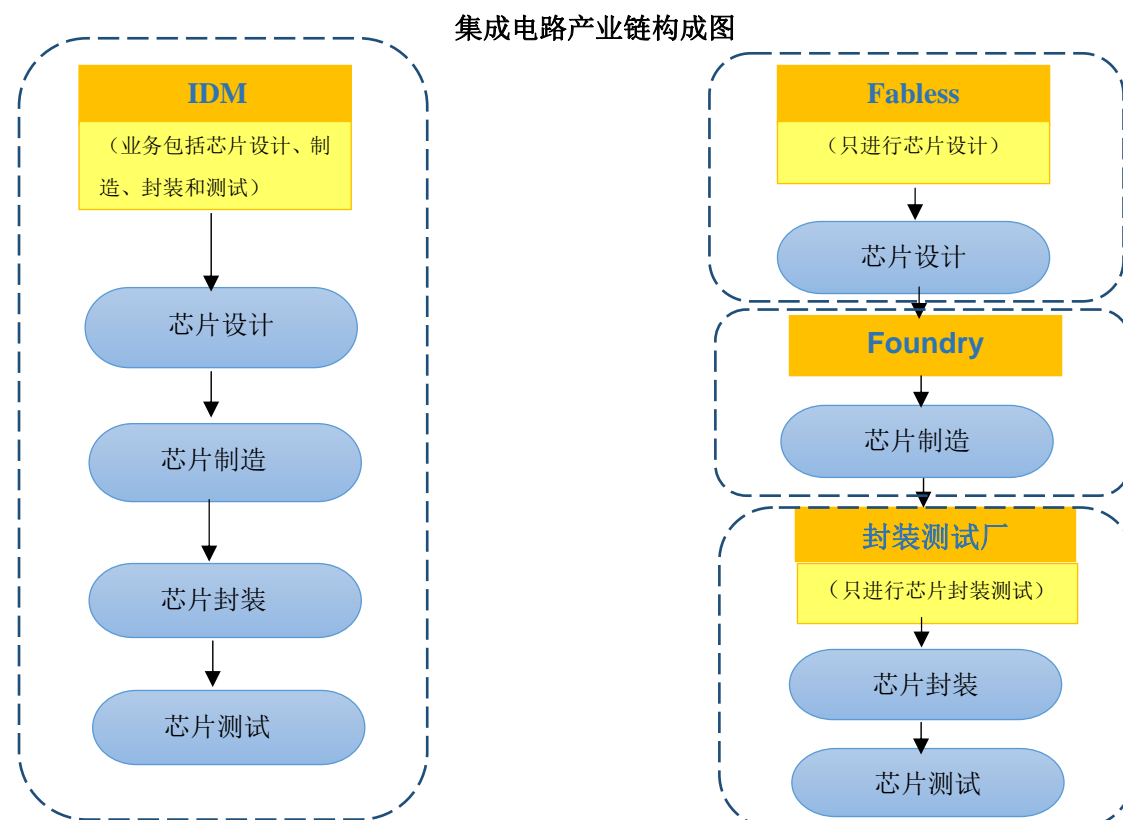 集成电路产业链构成图
IDM
（业务包括芯片设计、制
造、封装和测试）
芯片设计
芯片制造
芯片封装
芯片测试
Fabless
（只进行芯片设计）
芯片设计
Foundry
芯片制造
封装测试厂
（只进行芯片封装测试）
芯片封装
芯片测试